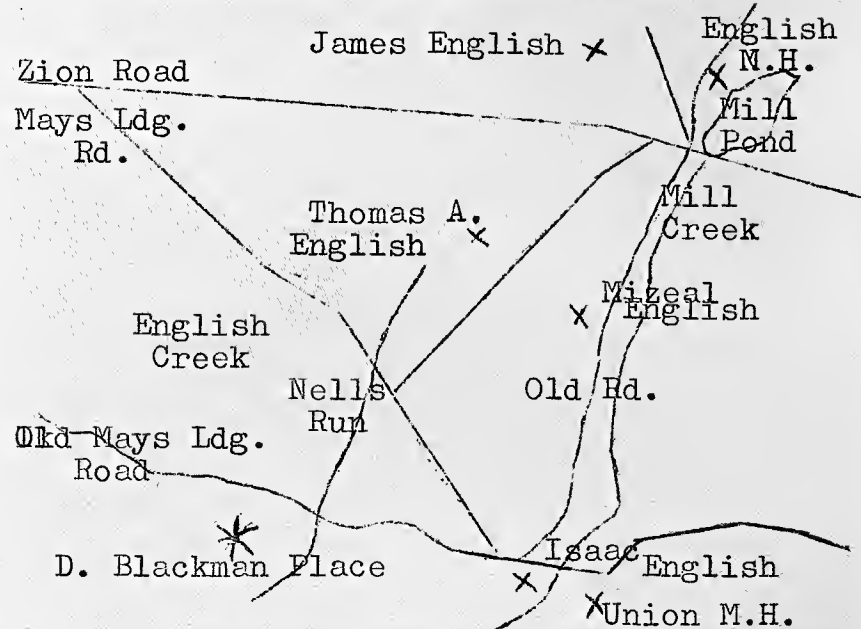 James English
English
M.H.
Zion Road
Mill
Pond
Mays Ldg.
Rd.
Mill
Creek
Thomas A.
English
Mizeal
English
English
Creek
Nells
Run
Old Rd.
Old Mays Ldg.
Road
Isaac
English
D. Blackman Place
Union M.H.